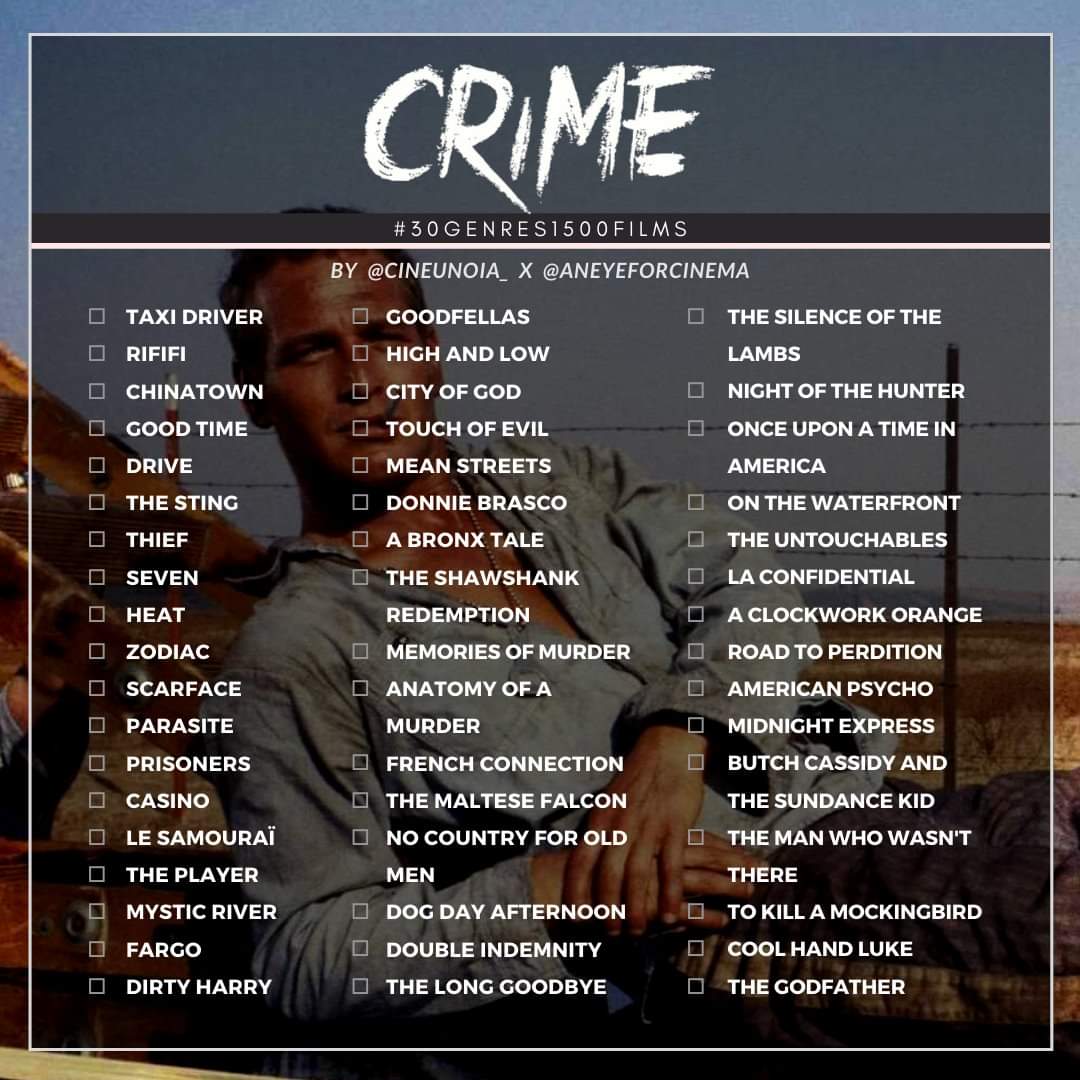 CRiME
#30GENRES1500FILMS
BY @CINEUNOIA_ X @ANEYEFORCINEMA
TAXI DRIVER
RIFIFI
CHINATOWN
GOOD TIME
DRIVE
THE STING
THIEF
SEVEN
HEAT
ZODIAC
SCARFACE
PARASITE
PRISONERS
CASINO
LE SAMOURAÏ
THE PLAYER
MYSTIC RIVER
FARGO
DIRTY HARRY
GOODFELLAS
HIGH AND LOW
CITY OF GOD
TOUCH OF EVIL
MEAN STREETS
DONNIE BRASCO
A BRONX TALE
THE SHAWSHANK
REDEMPTION
MEMORIES OF MURDER
ANATOMY OF A
MURDER
FRENCH CONNECTION
THE MALTESE FALCON
NO COUNTRY FOR OLD
MEN
DOG DAY AFTERNOON
DOUBLE INDEMNITY
THE LONG GOODBYE
THE SILENCE OF THE
LAMBS
NIGHT OF THE HUNTER
ONCE UPON A TIME IN
AMERICA
ON THE WATERFRONT
THE UNTOUCHABLES
LA CONFIDENTIAL
A CLOCKWORK ORANGE
ROAD TO PERDITION
AMERICAN PSYCHO
MIDNIGHT EXPRESS
BUTCH CASSIDY AND
THE SUNDANCE KID
THE MAN WHO WASN'T
THERE
TO KILL A MOCKINGBIRD
COOL HAND LUKE
THE GODFATHER